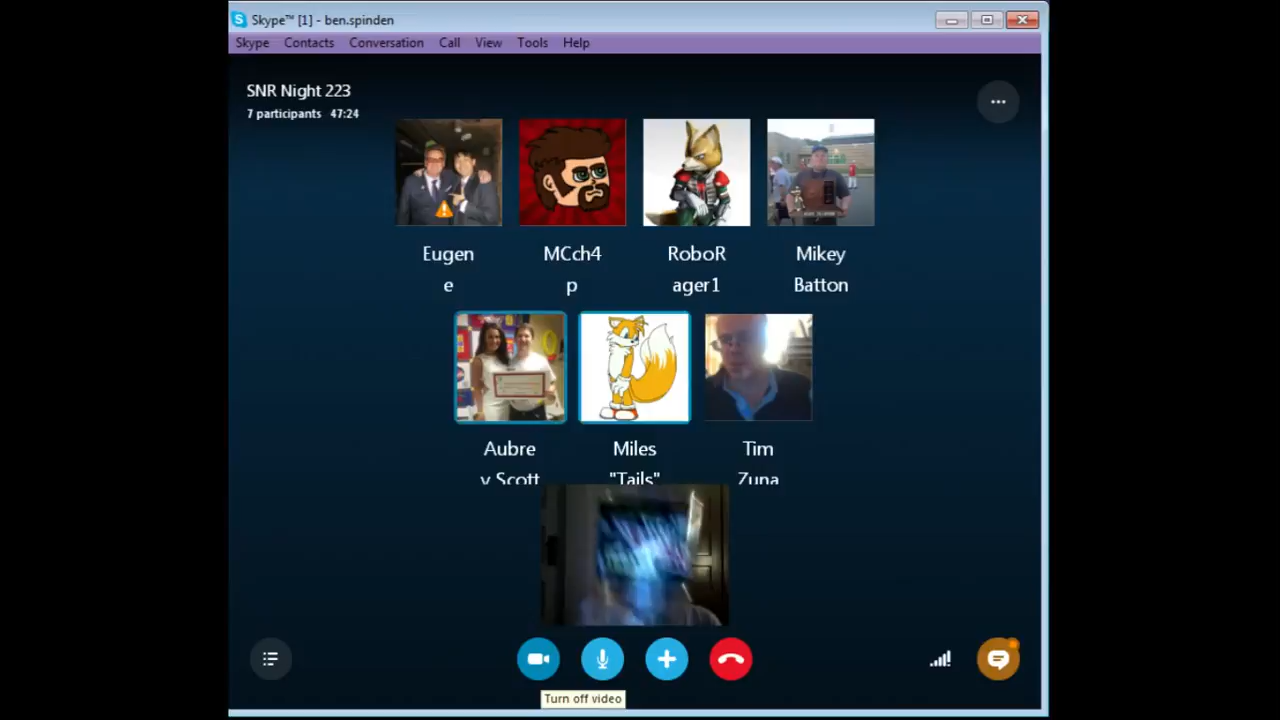 Skype™ [1] - ben.spinden
Skype Contacts Conversation Call View Tools Help
SNR Night 223
7 participants 47:24
Eugen
e
MCch4
p
RoboR
ager1
Mikey
Batton
Aubre
y Scott
Miles
"Tails"
Tim
Zuna
Turn off video